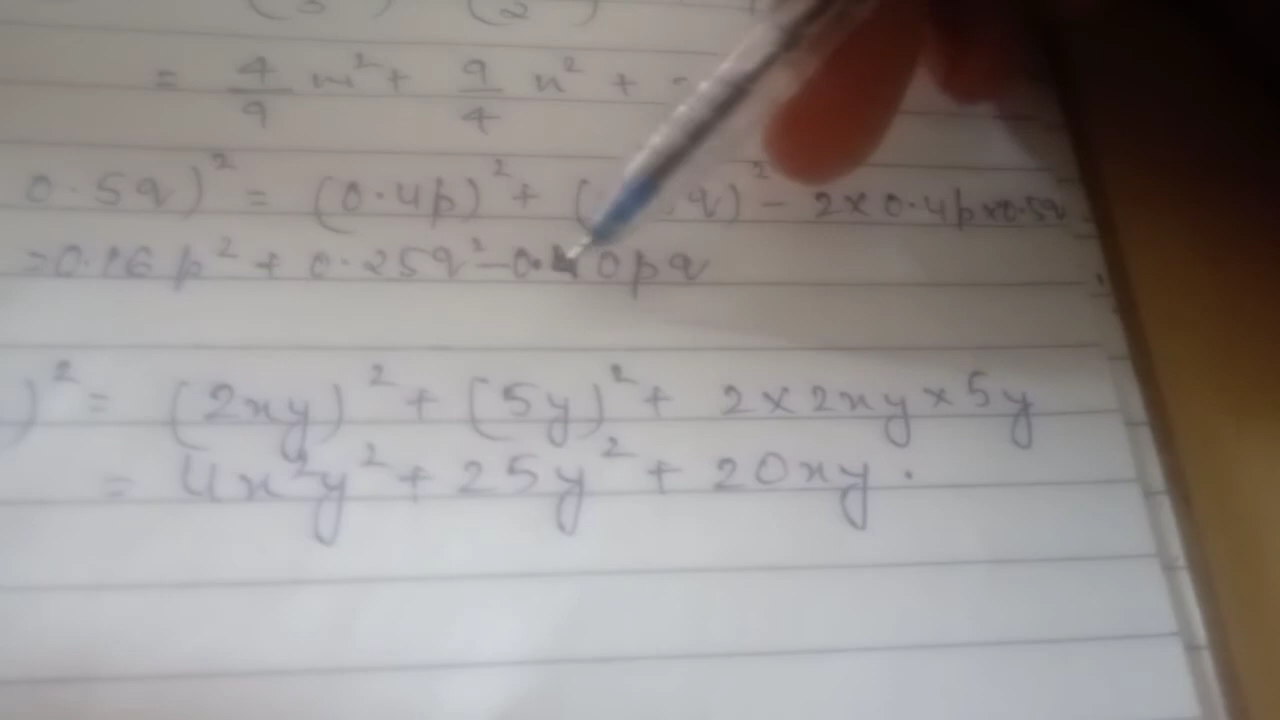 = 4/9 m² + 9/4 n² +
0.5q)² = (0.4p)² + ( q)² - 2×0.4p×0.5q
=0.16p² + 0.25q² - 0.40pq
)² = (2xy)² + (5y)² + 2×2xy×5y
= 4x²y² + 25y² + 20xy.